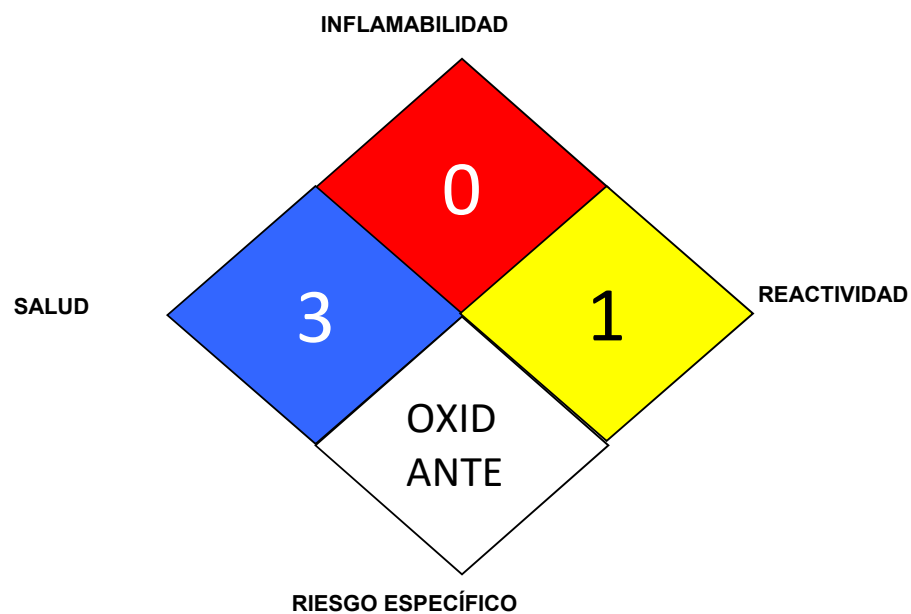 INFLAMABILIDAD
0
SALUD
3
1
REACTIVIDAD
OXID
ANTE
RIESGO ESPECÍFICO